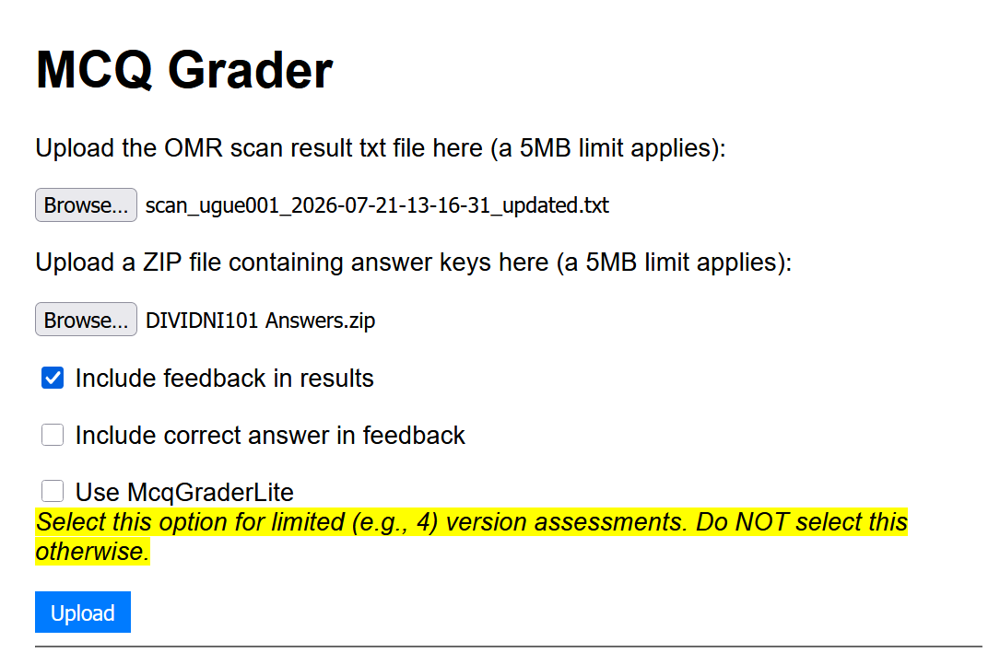 MCQ Grader
Upload the OMR scan result txt file here (a 5MB limit applies):
Browse... scan_ugue001_2026-07-21-13-16-31_updated.txt
Upload a ZIP file containing answer keys here (a 5MB limit applies):
Browse... DIVIDNI101 Answers.zip
Include feedback in results
Include correct answer in feedback
Use McqGraderLite
Select this option for limited (e.g., 4) version assessments. Do NOT select this
otherwise.
Upload